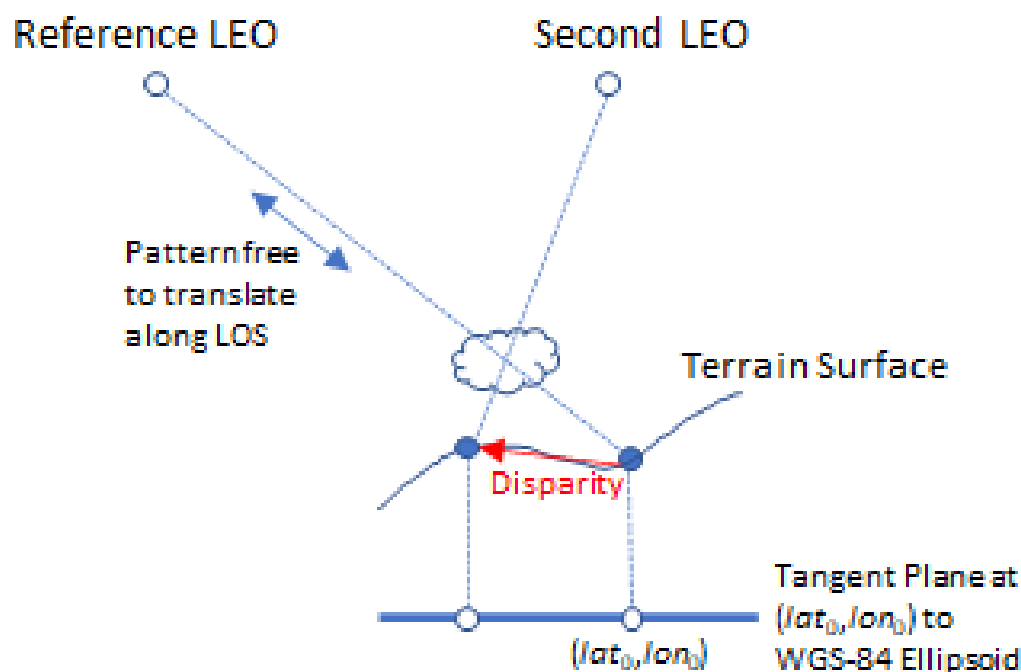 Reference LEO
Second LEO
Pattern free
to translate
along LOS
Terrain Surface
Disparity
Tangent Plane at
(lat₀,lon₀) to
WGS-84 Ellipsoid
(lat₀,lon₀)